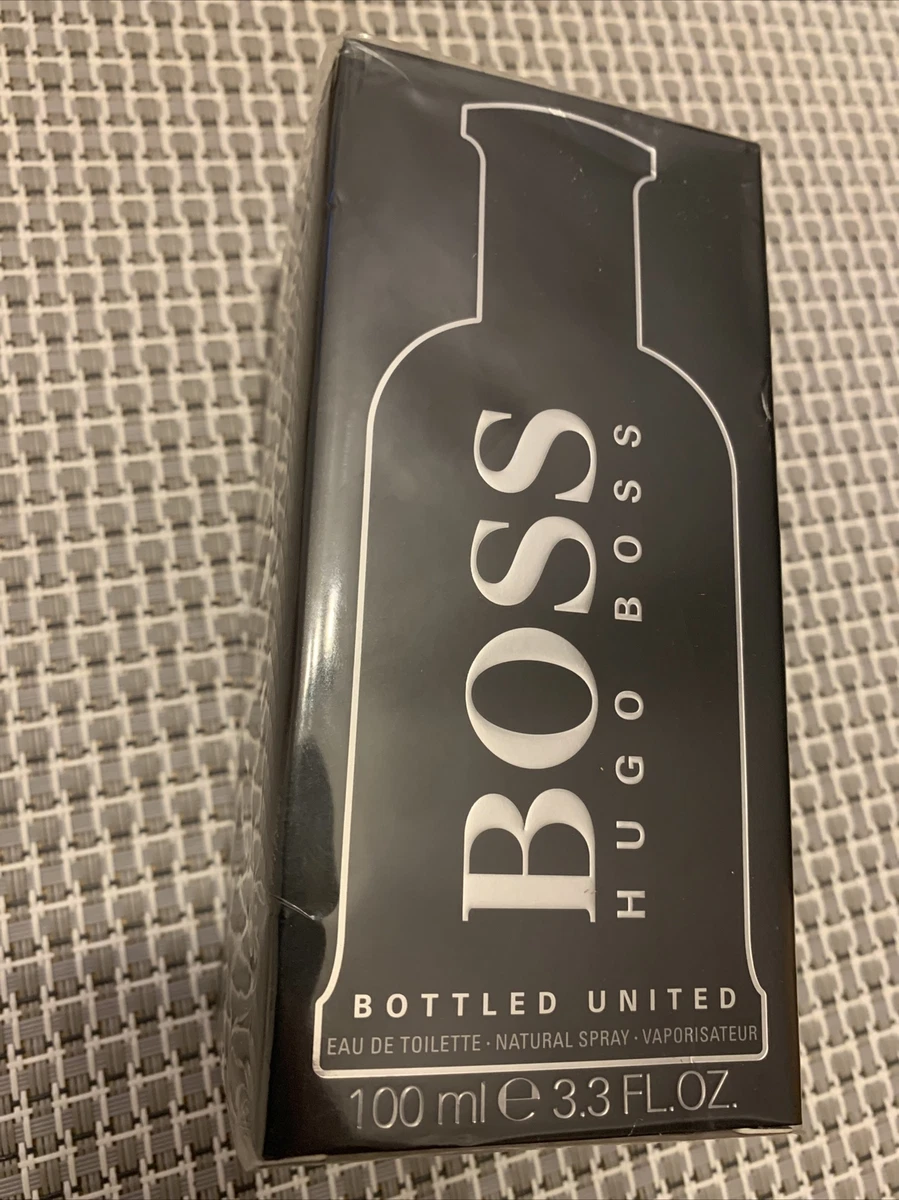 BOSS
HUGO BOSS
BOTTLED UNITED
EAU DE TOILETTE · NATURAL SPRAY · VAPORISATEUR
100 ml ℮ 3.3 FL.OZ.